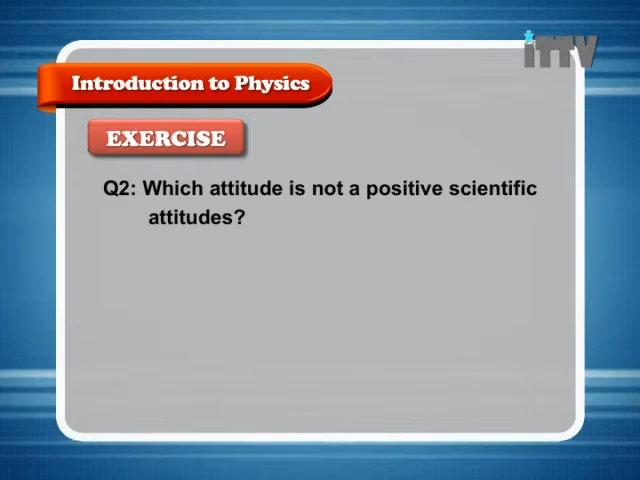 iTTV
Introduction to Physics
EXERCISE
Q2: Which attitude is not a positive scientific
attitudes?